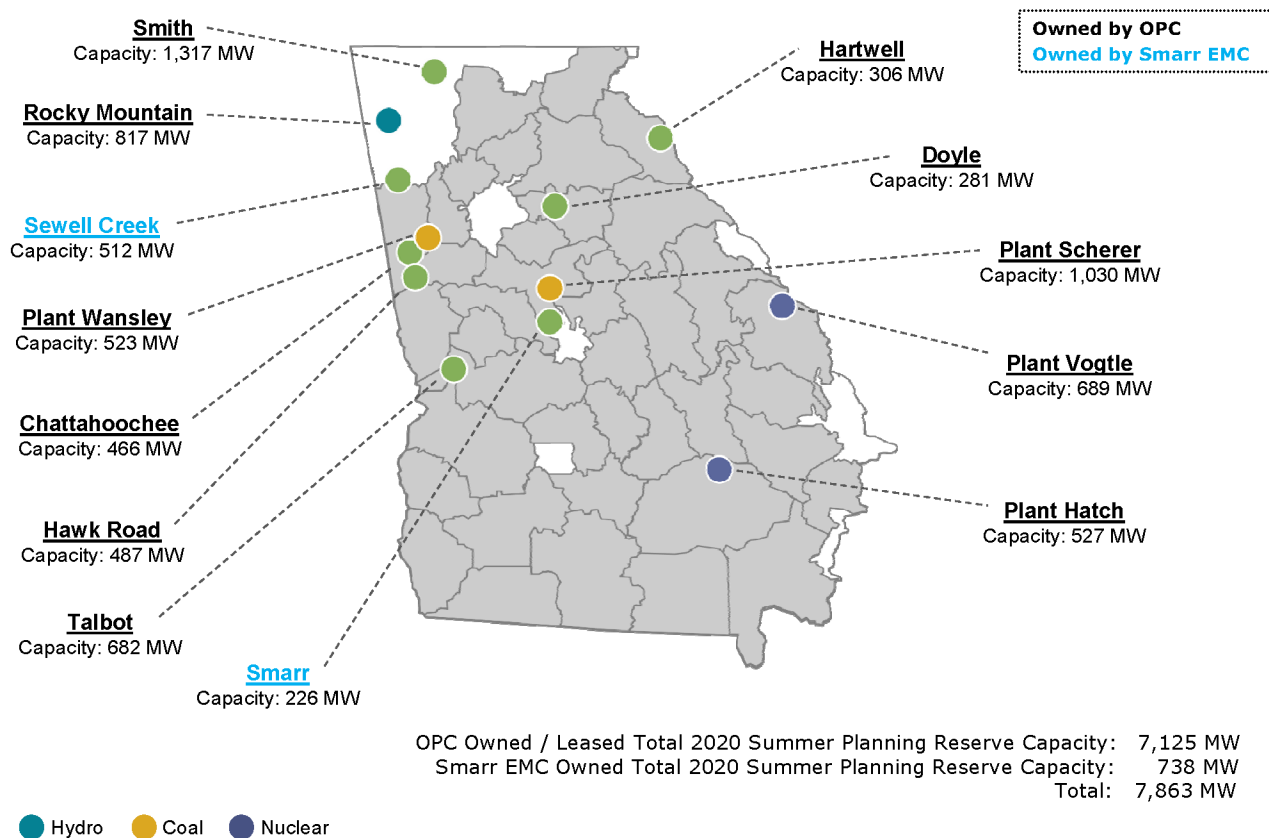 Smith
Capacity: 1,317 MW
Owned by OPC
Owned by Smarr EMC
Hartwell
Capacity: 306 MW
Rocky Mountain
Capacity: 817 MW
Doyle
Capacity: 281 MW
Sewell Creek
Capacity: 512 MW
Plant Scherer
Capacity: 1,030 MW
Plant Wansley
Capacity: 523 MW
Plant Vogtle
Capacity: 689 MW
Chattahoochee
Capacity: 466 MW
Plant Hatch
Capacity: 527 MW
Hawk Road
Capacity: 487 MW
Talbot
Capacity: 682 MW
Smarr
Capacity: 226 MW
OPC Owned / Leased Total 2020 Summer Planning Reserve Capacity: 7,125 MW
Smarr EMC Owned Total 2020 Summer Planning Reserve Capacity: 738 MW
Total: 7,863 MW
Hydro Coal Nuclear